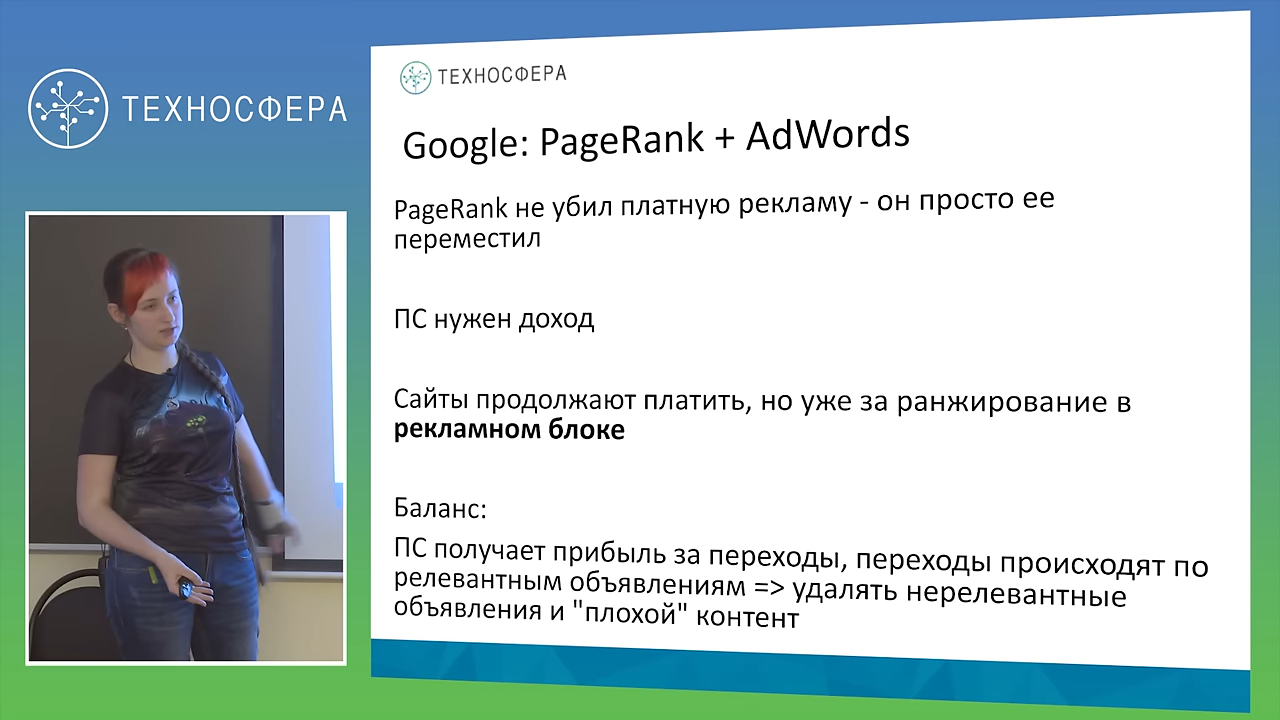 ТЕХНОСФЕРА
ТЕХНОСФЕРА
Google: PageRank + AdWords
PageRank не убил платную рекламу - он просто ее
переместил
ПС нужен доход
Сайты продолжают платить, но уже за ранжирование в
рекламном блоке
Баланс:
ПС получает прибыль за переходы, переходы происходят по
релевантным объявлениям => удалять нерелевантные
объявления и "плохой" контент